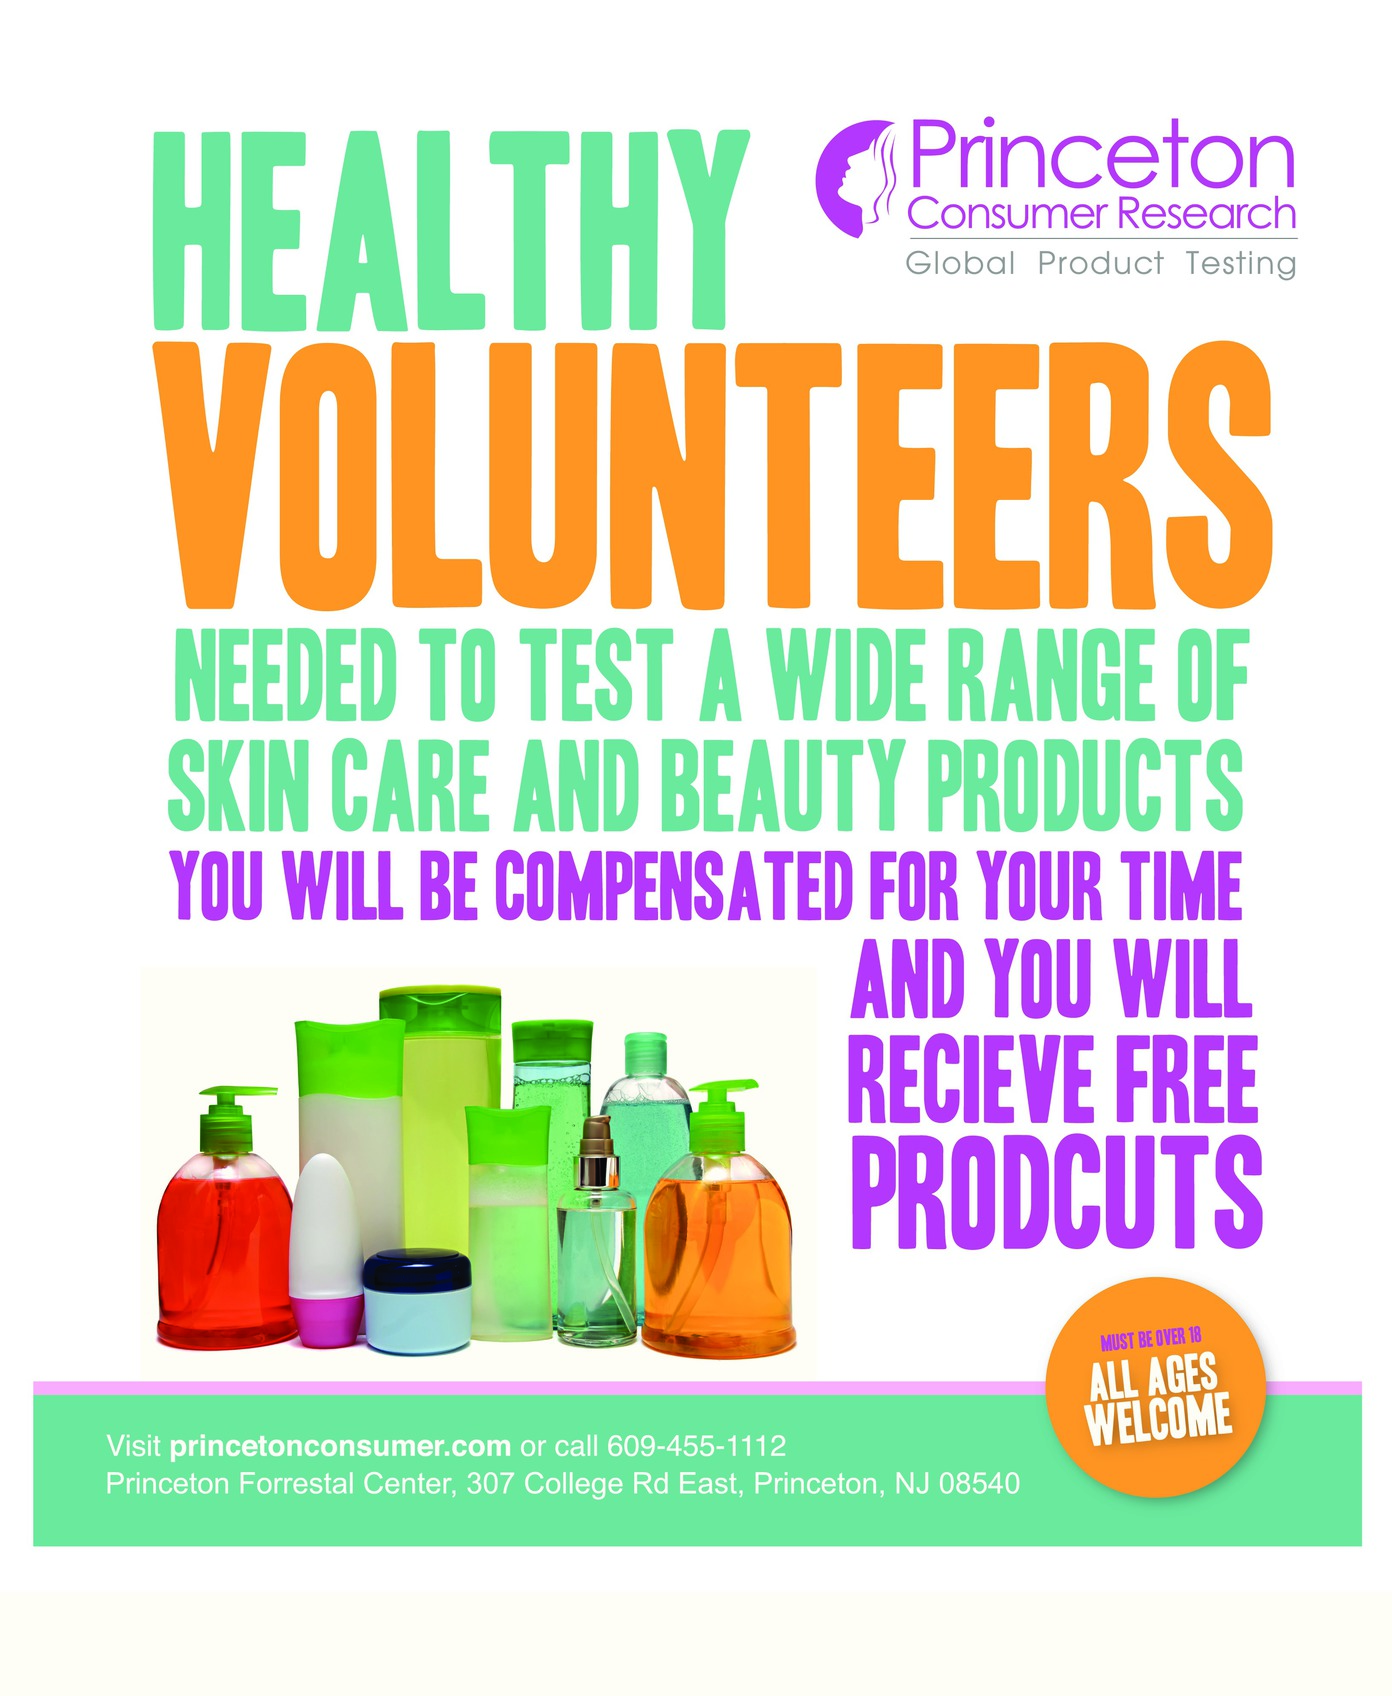 HEALTHY
Princeton
Consumer Research
Global Product Testing
VOLUNTEERS
NEEDED TO TEST A WIDE RANGE OF
SKIN CARE AND BEAUTY PRODUCTS
YOU WILL BE COMPENSATED FOR YOUR TIME
AND YOU WILL
RECIEVE FREE
PRODCUTS
MUST BE OVER 18
ALL AGES
WELCOME
Visit princetonconsumer.com or call 609-455-1112
Princeton Forrestal Center, 307 College Rd East, Princeton, NJ 08540